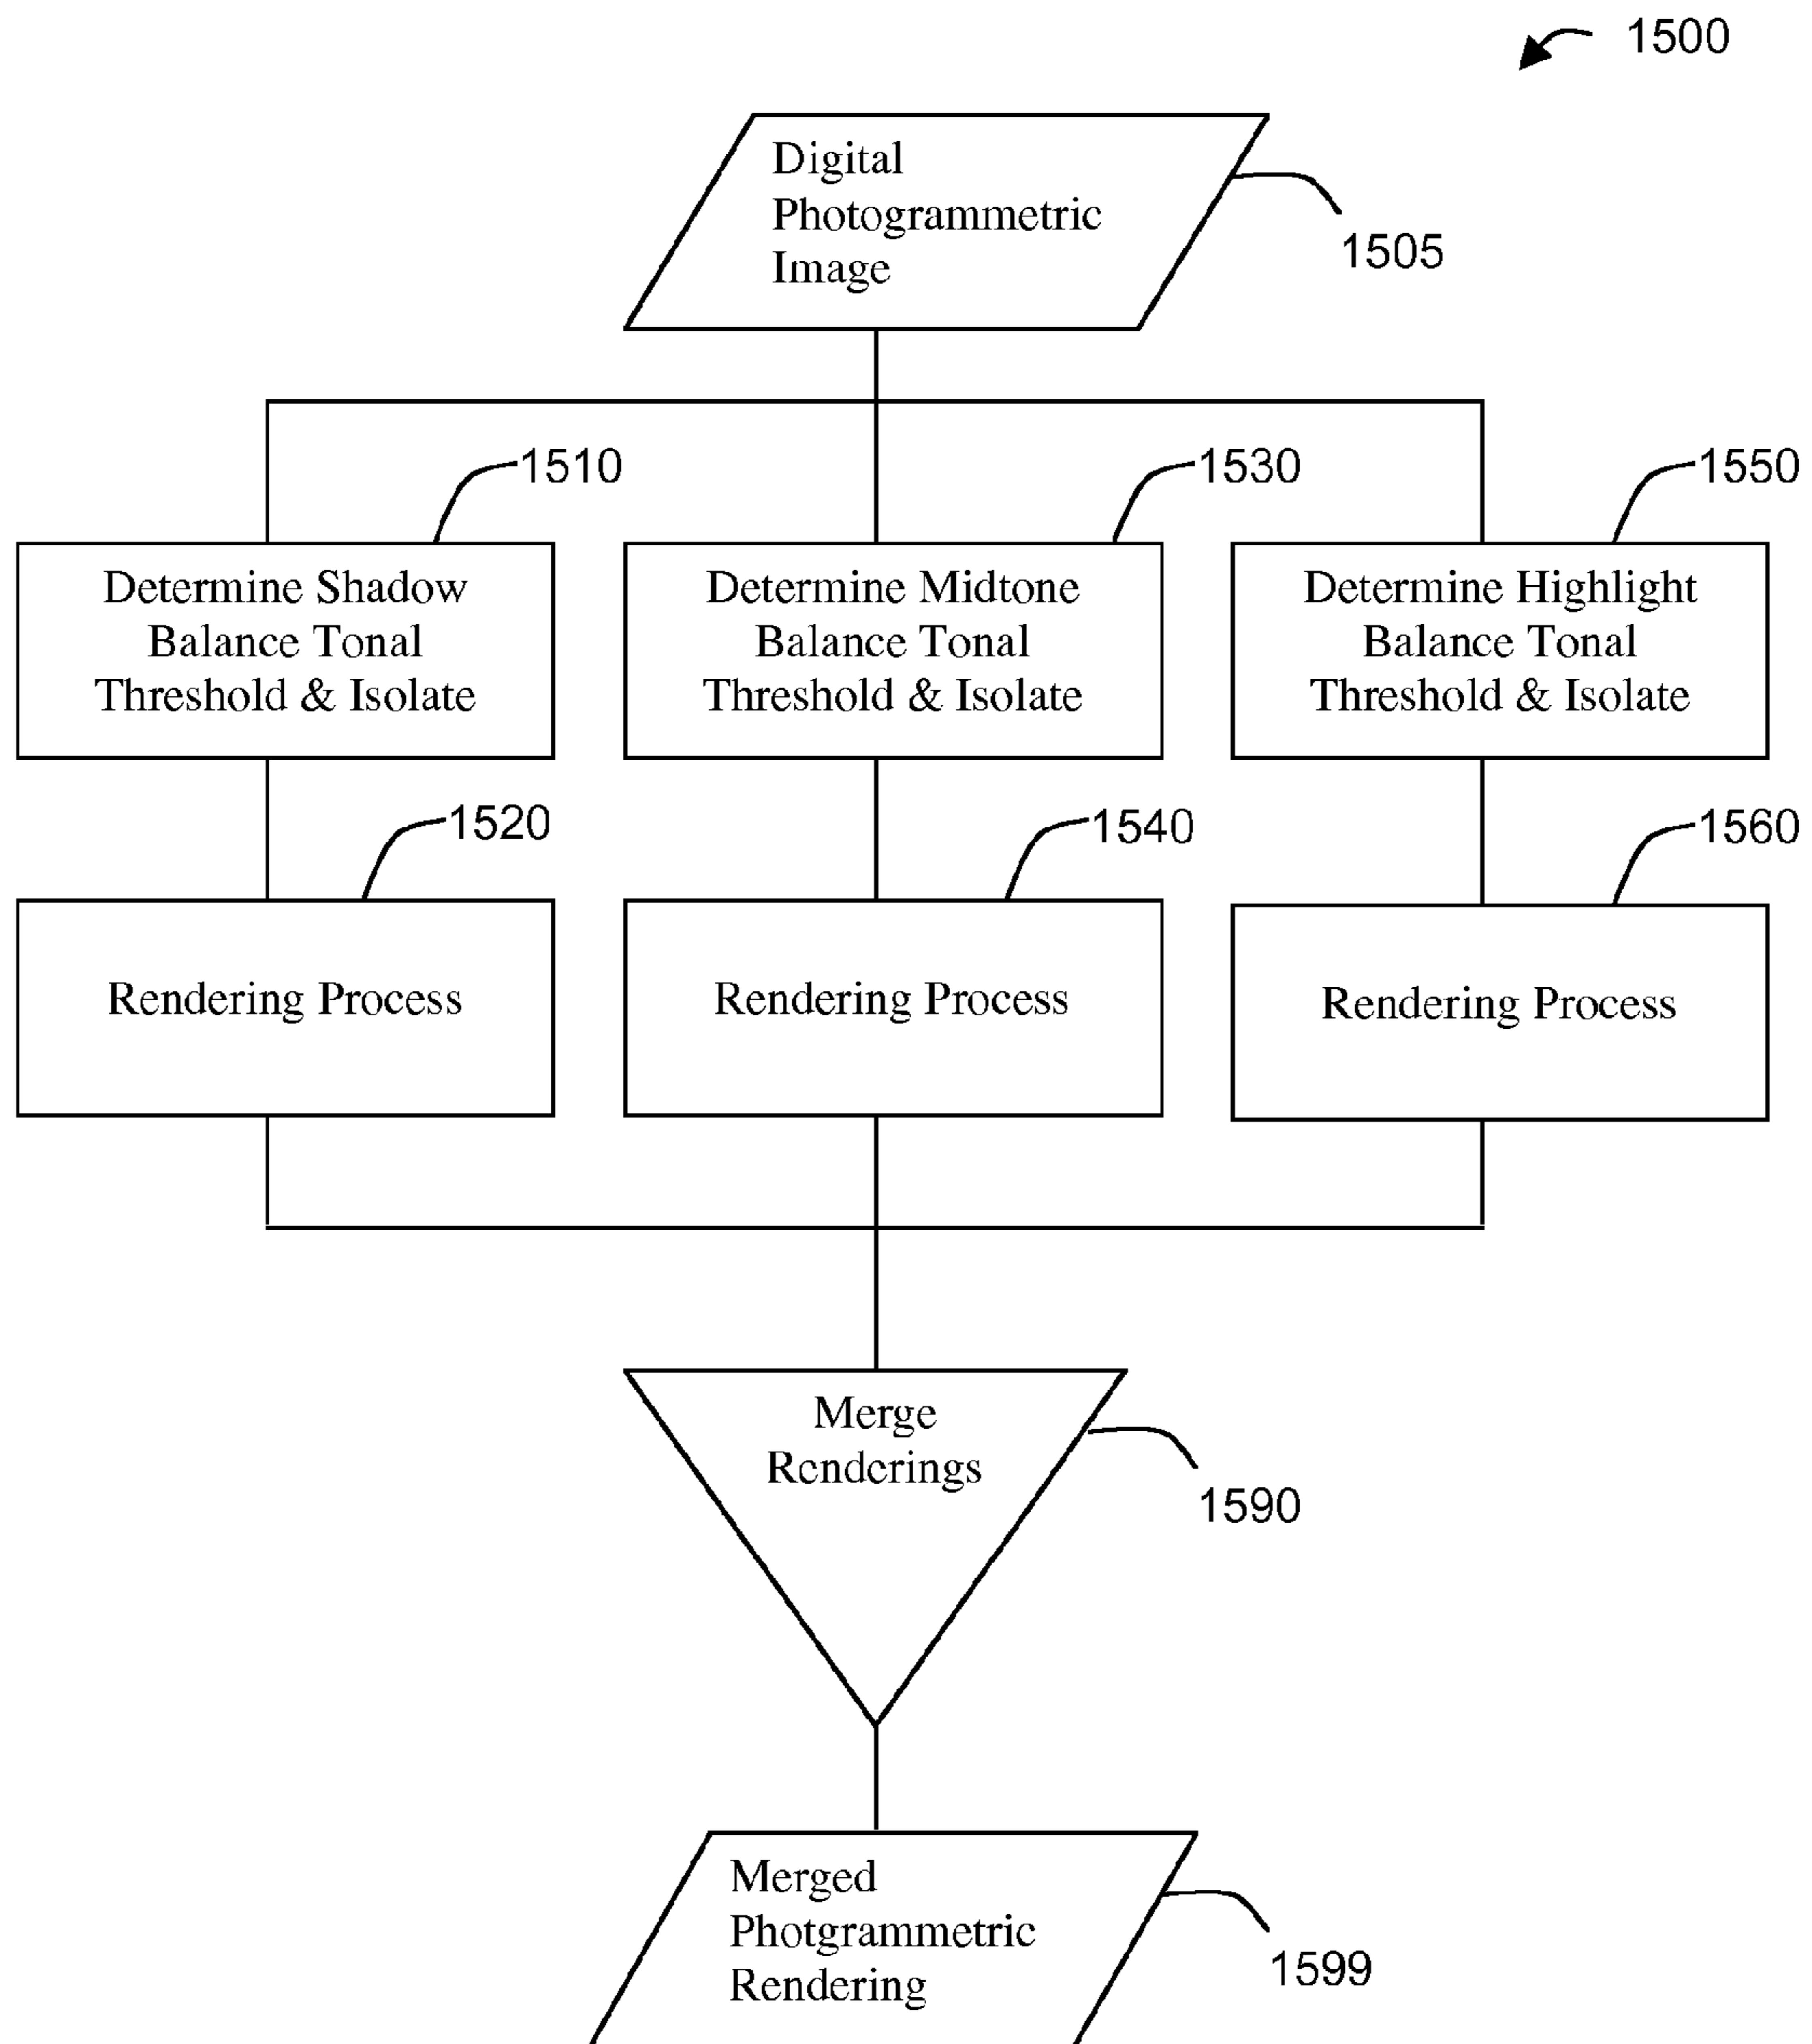 1500
Digital
Photogrammetric
Image
1505
1510
1530
1550
Determine Shadow
Balance Tonal
Threshold & Isolate
Determine Midtone
Balance Tonal
Threshold & Isolate
Determine Highlight
Balance Tonal
Threshold & Isolate
1520
1540
1560
Rendering Process
Rendering Process
Rendering Process
Merge
Renderings
1590
Merged
Photgrammetric
Rendering
1599